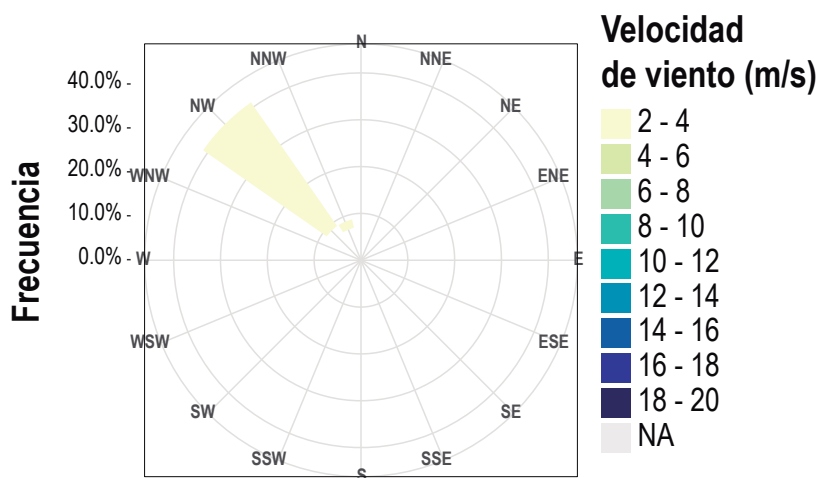 Velocidad
de viento (m/s)
2 - 4
4 - 6
6 - 8
8 - 10
10 - 12
12 - 14
14 - 16
16 - 18
18 - 20
NA
Frecuencia
40.0%
30.0%
20.0%
10.0%
0.0%
N
NNE
NE
ENE
E
ESE
SE
SSE
S
SSW
SW
WSW
W
WNW
NW
NNW